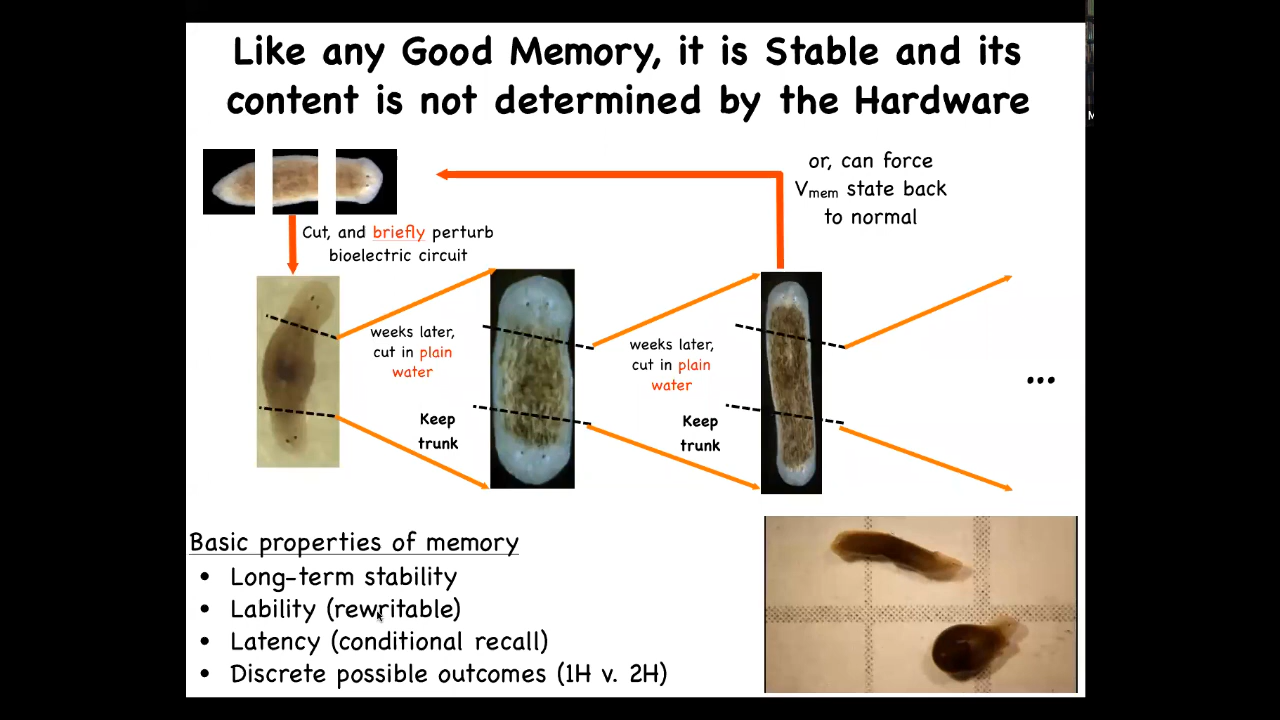 Like any Good Memory, it is Stable and its
content is not determined by the Hardware
or, can force
Vmem state back
to normal
Cut, and briefly perturb
bioelectric circuit
weeks later,
cut in plain
water
Keep
trunk
weeks later,
cut in plain
water
Keep
trunk
...
Basic properties of memory
• Long-term stability
• Lability (rewritable)
• Latency (conditional recall)
• Discrete possible outcomes (1H v. 2H)
M